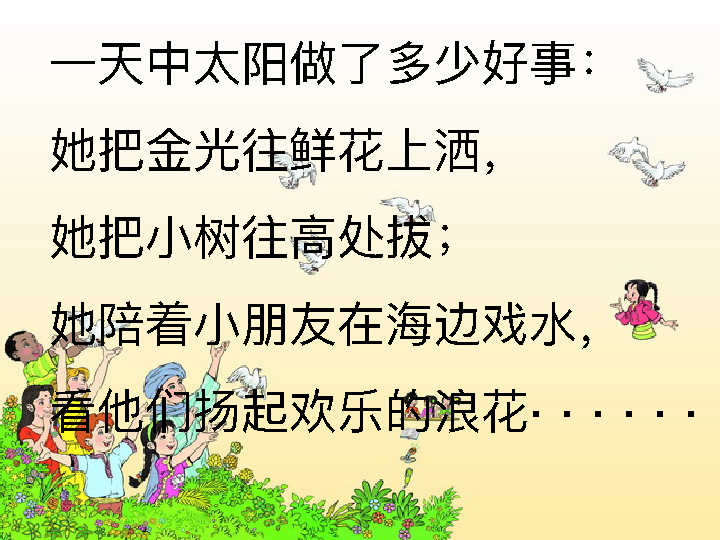 一天中太阳做了多少好事：
她把金光往鲜花上洒，
她把小树往高处拔；
她陪着小朋友在海边戏水，
看他们扬起欢乐的浪花······